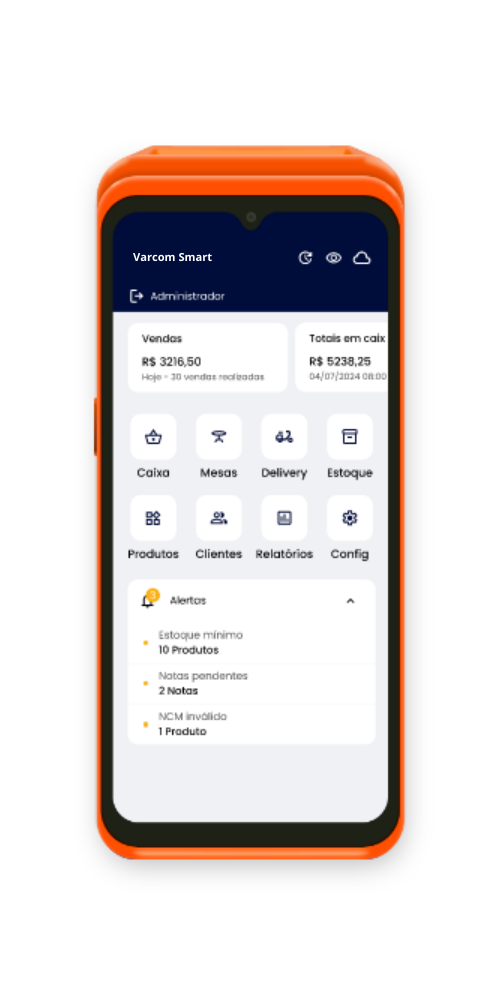 Varcom Smart
Administrador
Vendas
R$ 3216,50
Hoje - 30 vendas realizadas
Totais em caix
R$ 5238,25
04/07/2024 08:00
Caixa
Mesas
Delivery
Estoque
Produtos
Clientes
Relatórios
Config
3
Alertas
Estoque mínimo
10 Produtos
Notas pendentes
2 Notas
NCM inválido
1 Produto